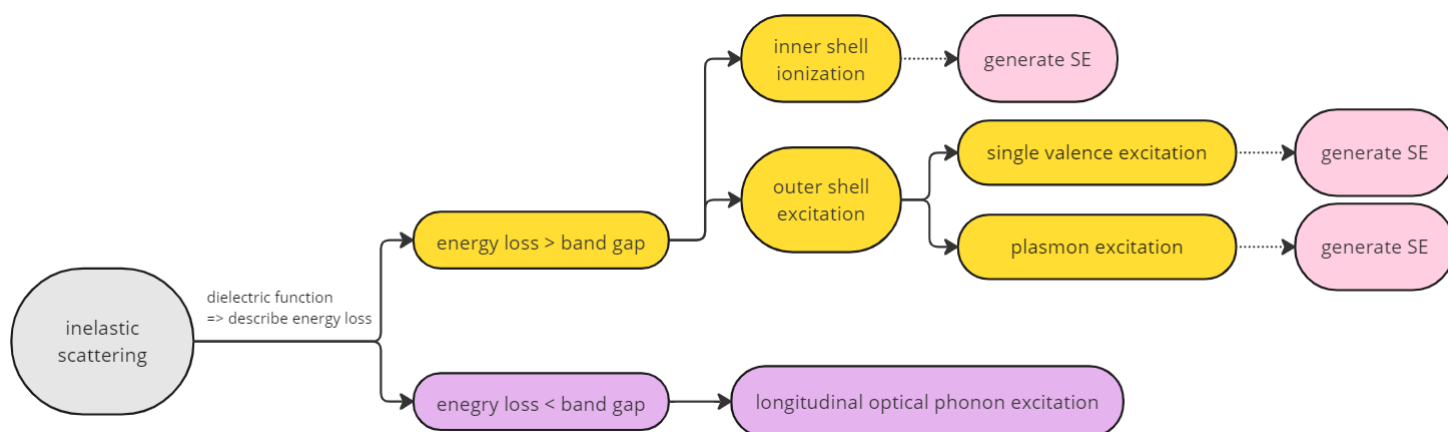 inner shell
ionization
generate SE
single valence excitation
generate SE
outer shell
excitation
energy loss > band gap
plasmon excitation
generate SE
dielectric function
=> describe energy loss
inelastic
scattering
enegry loss < band gap
longitudinal optical phonon excitation